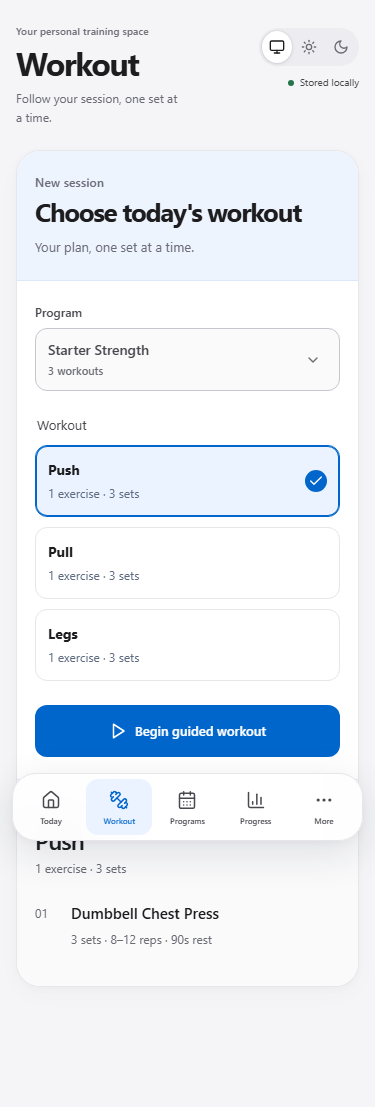 Your personal training space
Workout
Follow your session, one set at
a time.
Stored locally
New session
Choose today's workout
Your plan, one set at a time.
Program
Starter Strength
3 workouts
Workout
Push
1 exercise · 3 sets
Pull
1 exercise · 3 sets
Legs
1 exercise · 3 sets
Begin guided workout
Today
Workout
Programs
Progress
More
Push
1 exercise · 3 sets
01
Dumbbell Chest Press
3 sets · 8–12 reps · 90s rest